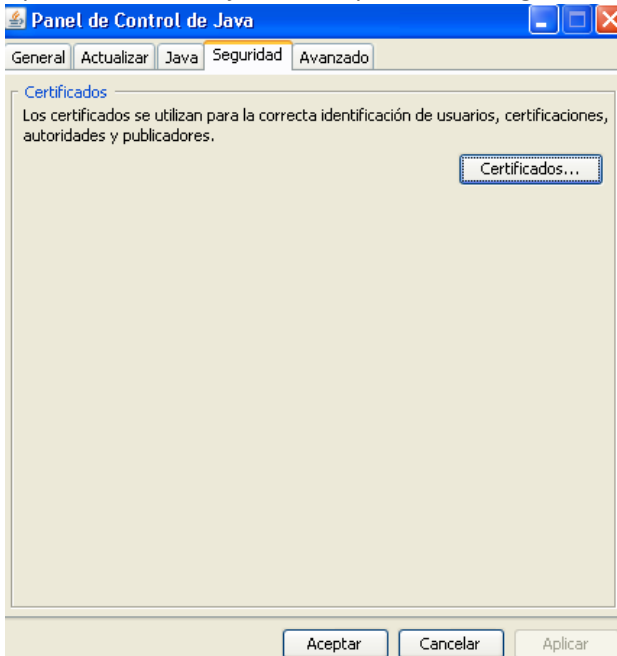 Panel de Control de Java
General Actualizar Java Seguridad Avanzado
Certificados
Los certificados se utilizan para la correcta identificación de usuarios, certificaciones,
autoridades y publicadores.
Certificados...
Aceptar Cancelar Aplicar